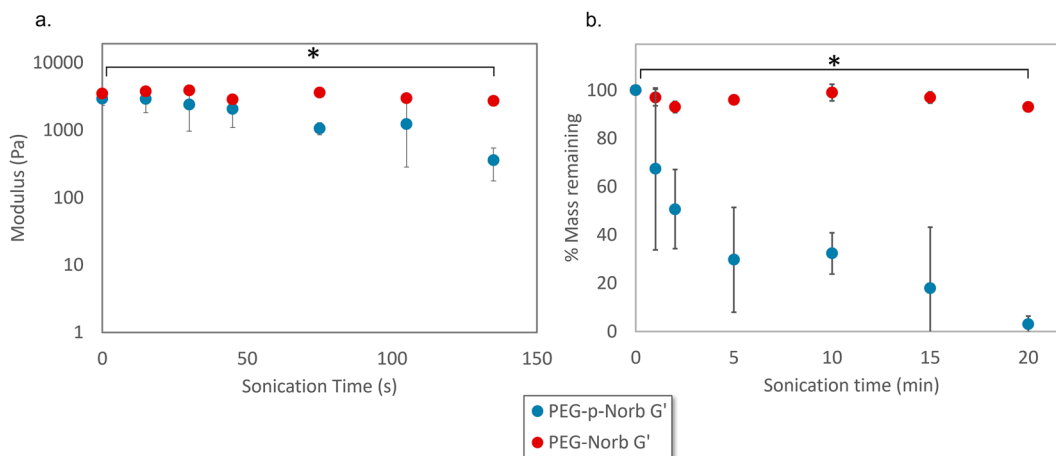 a.
*
10000
1000
100
10
1
Modulus (Pa)
0
50
100
150
Sonication Time (s)
b.
*
100
80
60
40
20
0
% Mass remaining
0
5
10
15
20
Sonication time (min)
PEG-p-Norb G'
PEG-Norb G'